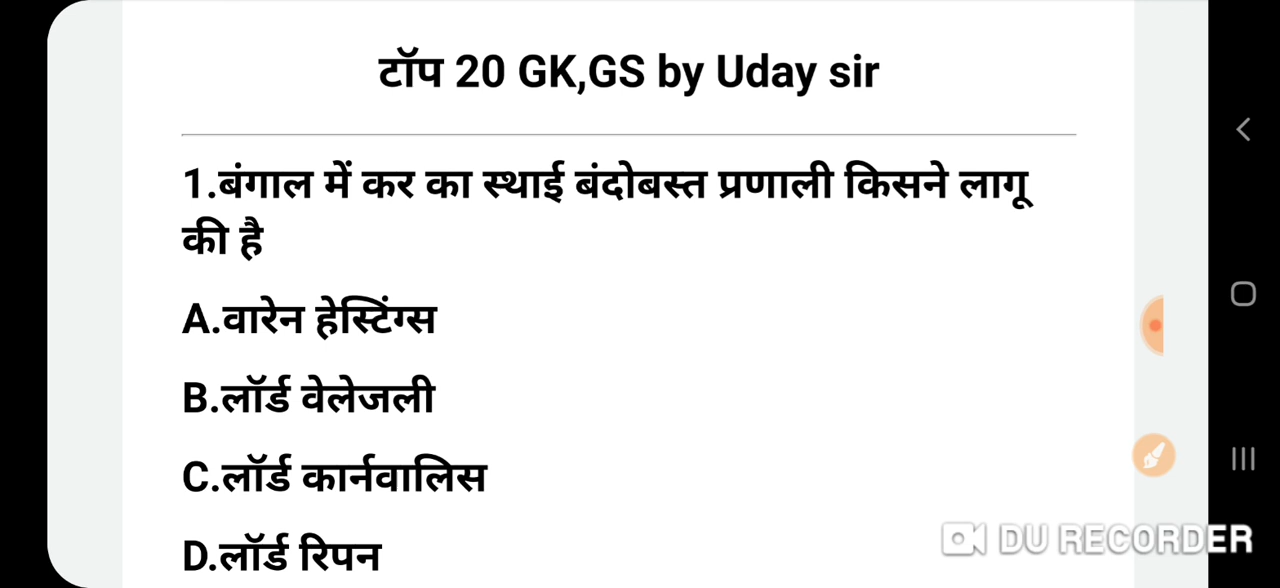 टॉप 20 GK,GS by Uday sir
1.बंगाल में कर का स्थाई बंदोबस्त प्रणाली किसने लागू
की है
A.वारेन हेस्टिंग्स
B.लॉर्ड वेलेजली
C.लॉर्ड कार्नवालिस
D.लॉर्ड रिपन
DU RECORDER